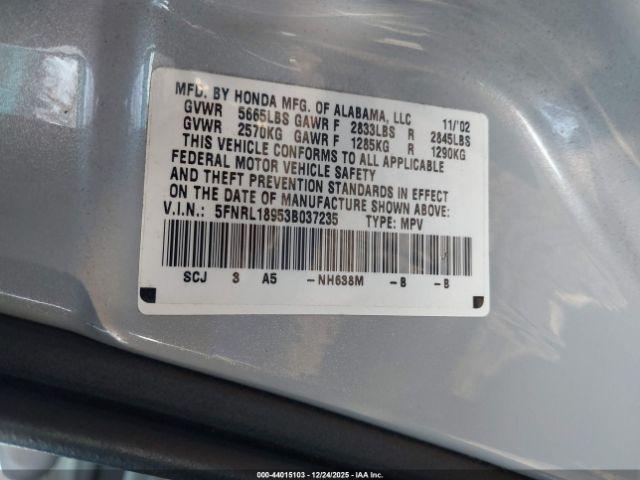 MFD. BY HONDA MFG. OF ALABAMA, LLC 11/'02
GVWR 5665LBS GAWR F 2833LBS R 2845LBS
GVWR 2570KG GAWR F 1285KG R 1290KG
THIS VEHICLE CONFORMS TO ALL APPLICABLE
FEDERAL MOTOR VEHICLE SAFETY
AND THEFT PREVENTION STANDARDS IN EFFECT
ON THE DATE OF MANUFACTURE SHOWN ABOVE:
V.I.N.: 5FNRL18953B037235 TYPE: MPV
SCJ 3 A5 -NH638M -B -B
000-44015103 - 12/24/2025 - IAAI.COM